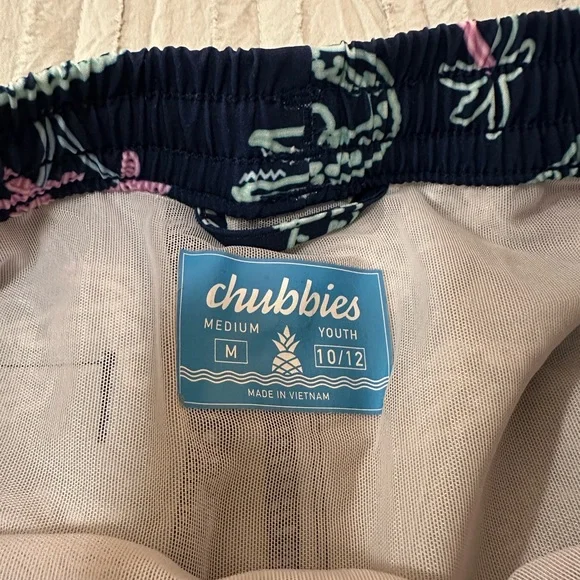 chubbies
MEDIUM YOUTH
M 10/12
MADE IN VIETNAM